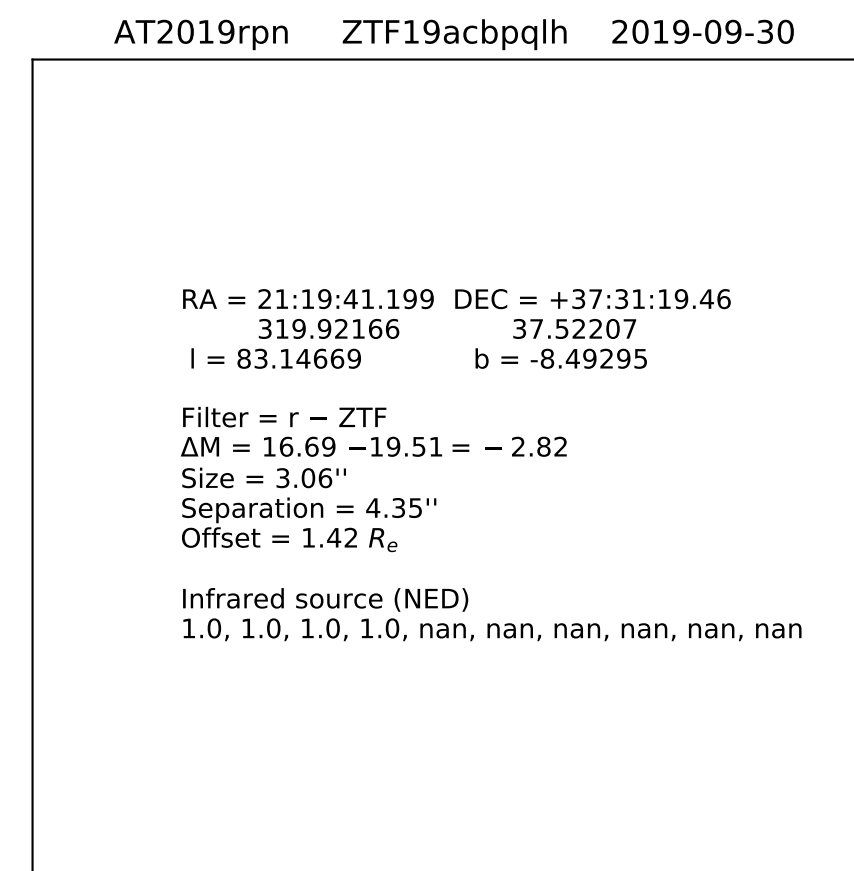 AT2019rpn ZTF19acbpqlh 2019-09-30
RA = 21:19:41.199 DEC = +37:31:19.46
319.92166 37.52207
l = 83.14669 b = -8.49295
Filter = r − ZTF
ΔM = 16.69 −19.51 = − 2.82
Size = 3.06''
Separation = 4.35''
Offset = 1.42 Re
Infrared source (NED)
1.0, 1.0, 1.0, 1.0, nan, nan, nan, nan, nan, nan